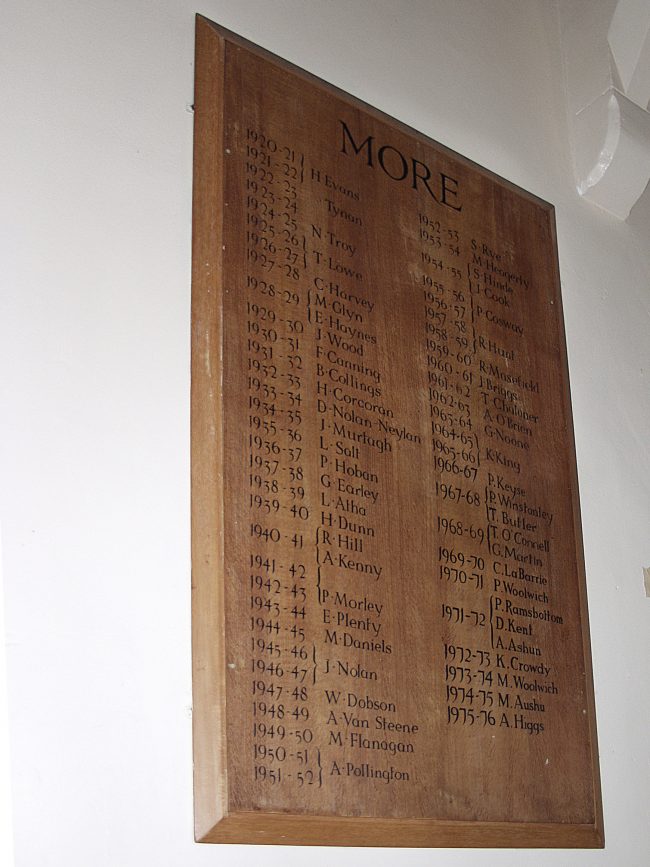 MORE
1920-21
1921-22 } H·Evans
1922-23
1923-24 Tynan
1924-25 N·Troy
1925-26
1926-27 } T·Lowe
1927-28 C·Harvey
1928-29 { M·Glyn
E·Haynes
1929-30 J·Wood
1930-31 F·Canning
1931-32 B·Collings
1932-33 H·Corcoran
1933-34 D·Nolan-Neylan
1934-35 J·Murtagh
1935-36 L·Salt
1936-37 P·Hoban
1937-38 G·Earley
1938-39 L·Atha
1939-40 H·Dunn
1940-41 { R·Hill
A·Kenny
1941-42
1942-43 P·Morley
1943-44 E·Plenty
1944-45 M·Daniels
1945-46
1946-47 } J·Nolan
1947-48 W·Dobson
1948-49 A·Van Steene
1949-50 M·Flanagan
1950-51
1951-52 } A·Pollington
1952-53 S·Rye
1953-54 M·Hegerty
1954-55 { S·Hinde
J·Cook
1955-56
1956-57 } P·Cosway
1957-58
1958-59 } R·Hunt
1959-60 R·Masefield
1960-61 J·Briggs
1961-62 T·Chaloner
1962-63 A·O'Brien
1963-64 G·Noone
1964-65
1965-66 } K·King
1966-67 P·Keyse
1967-68 { P·Winstanley
T·Butler
1968-69 { T·O'Connell
G·Martin
1969-70 C·LaBarrie
1970-71 P·Woolwich
1971-72 { P·Ramsbottom
D·Kent
A·Ashun
1972-73 K·Crowdy
1973-74 M·Woolwich
1974-75 M·Aushu
1975-76 A·Higgs